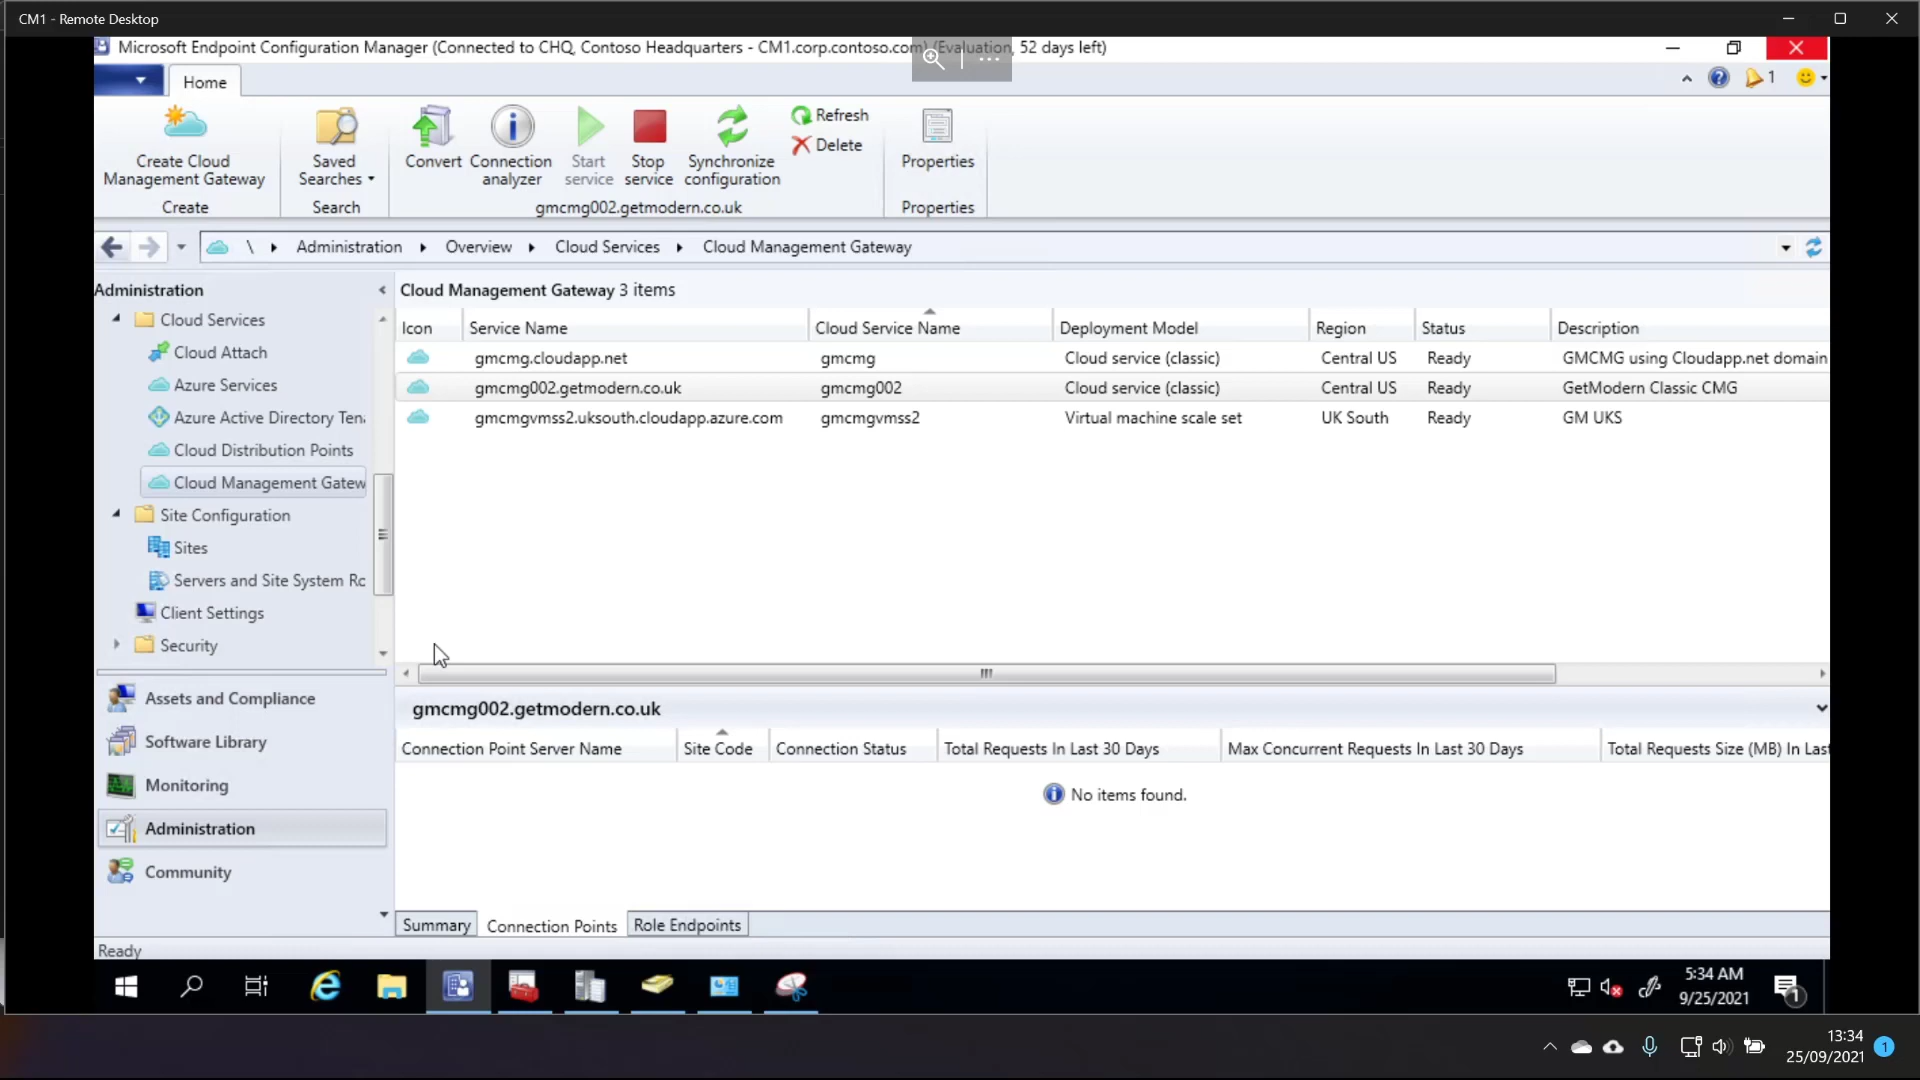 CM1 - Remote Desktop
Microsoft Endpoint Configuration Manager (Connected to CHQ, Contoso Headquarters - CM1.corp.contoso.com) (Evaluation, 52 days left)
Home
1
Create Cloud
Management Gateway
Saved
Searches
Convert
Connection
analyzer
Start
service
Stop
service
Synchronize
configuration
Refresh
Delete
Properties
Create
Search
gmcmg002.getmodern.co.uk
Properties
\ Administration Overview Cloud Services Cloud Management Gateway
Administration
Cloud Services
Cloud Attach
Azure Services
Azure Active Directory Ten
Cloud Distribution Points
Cloud Management Gatew
Site Configuration
Sites
Servers and Site System Ro
Client Settings
Security
Assets and Compliance
Software Library
Monitoring
Administration
Community
Cloud Management Gateway 3 items
Icon Service Name Cloud Service Name Deployment Model Region Status Description
gmcmg.cloudapp.net gmcmg Cloud service (classic) Central US Ready GMCMG using Cloudapp.net domain
gmcmg002.getmodern.co.uk gmcmg002 Cloud service (classic) Central US Ready GetModern Classic CMG
gmcmgvmss2.uksouth.cloudapp.azure.com gmcmgvmss2 Virtual machine scale set UK South Ready GM UKS
gmcmg002.getmodern.co.uk
Connection Point Server Name Site Code Connection Status Total Requests In Last 30 Days Max Concurrent Requests In Last 30 Days Total Requests Size (MB) In Last
No items found.
Summary Connection Points Role Endpoints
Ready
5:34 AM
9/25/2021
1
13:34
25/09/2021
1